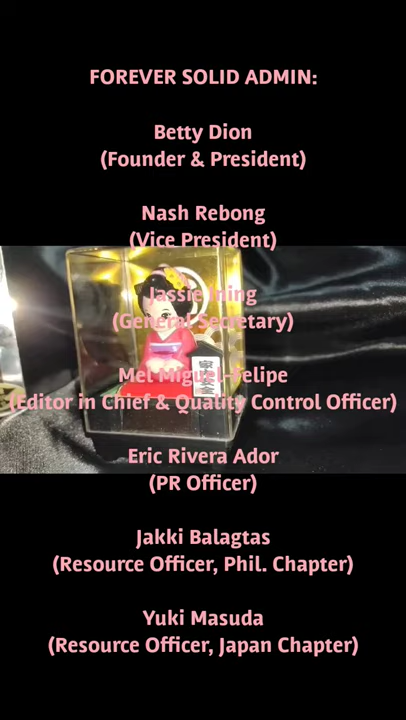 FOREVER SOLID ADMIN:
Betty Dion
(Founder & President)
Nash Rebong
(Vice President)
Jassie
(General Secretary)
Mel Miguel-Felipe
(Editor in Chief & Quality Control Officer)
Eric Rivera Ador
(PR Officer)
Jakki Balagtas
(Resource Officer, Phil. Chapter)
Yuki Masuda
(Resource Officer, Japan Chapter)